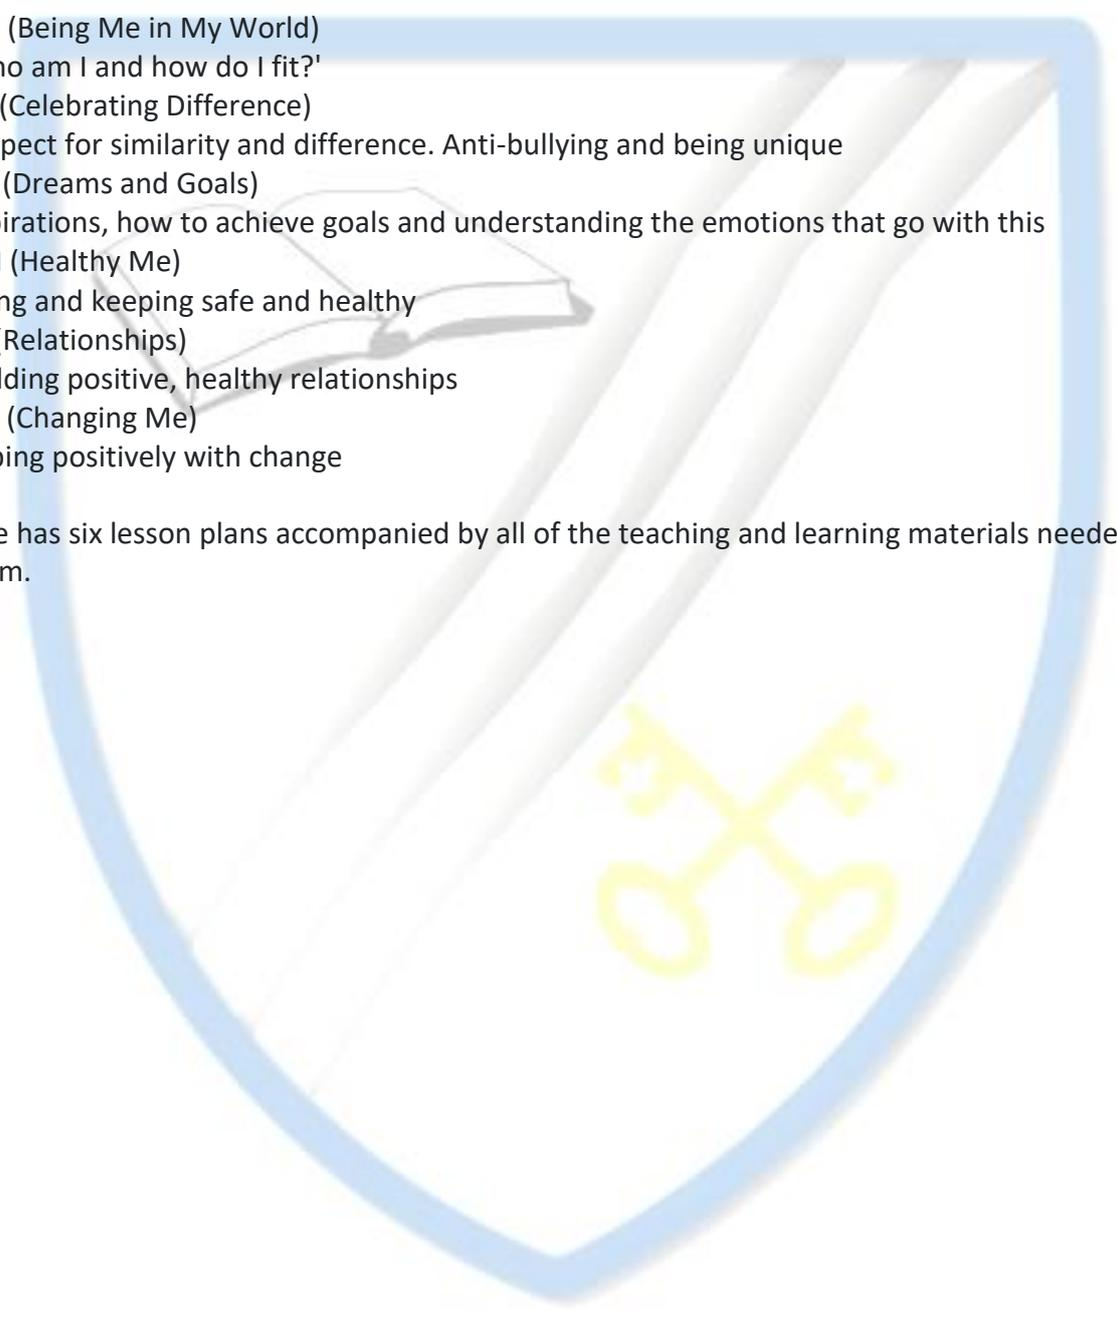 (Being Me in My World)
o am I and how do I fit?'
(Celebrating Difference)
pect for similarity and difference. Anti-bullying and being unique
(Dreams and Goals)
irations, how to achieve goals and understanding the emotions that go with this
(Healthy Me)
ng and keeping safe and healthy
(Relationships)
ding positive, healthy relationships
(Changing Me)
ing positively with change
e has six lesson plans accompanied by all of the teaching and learning materials neede
m.